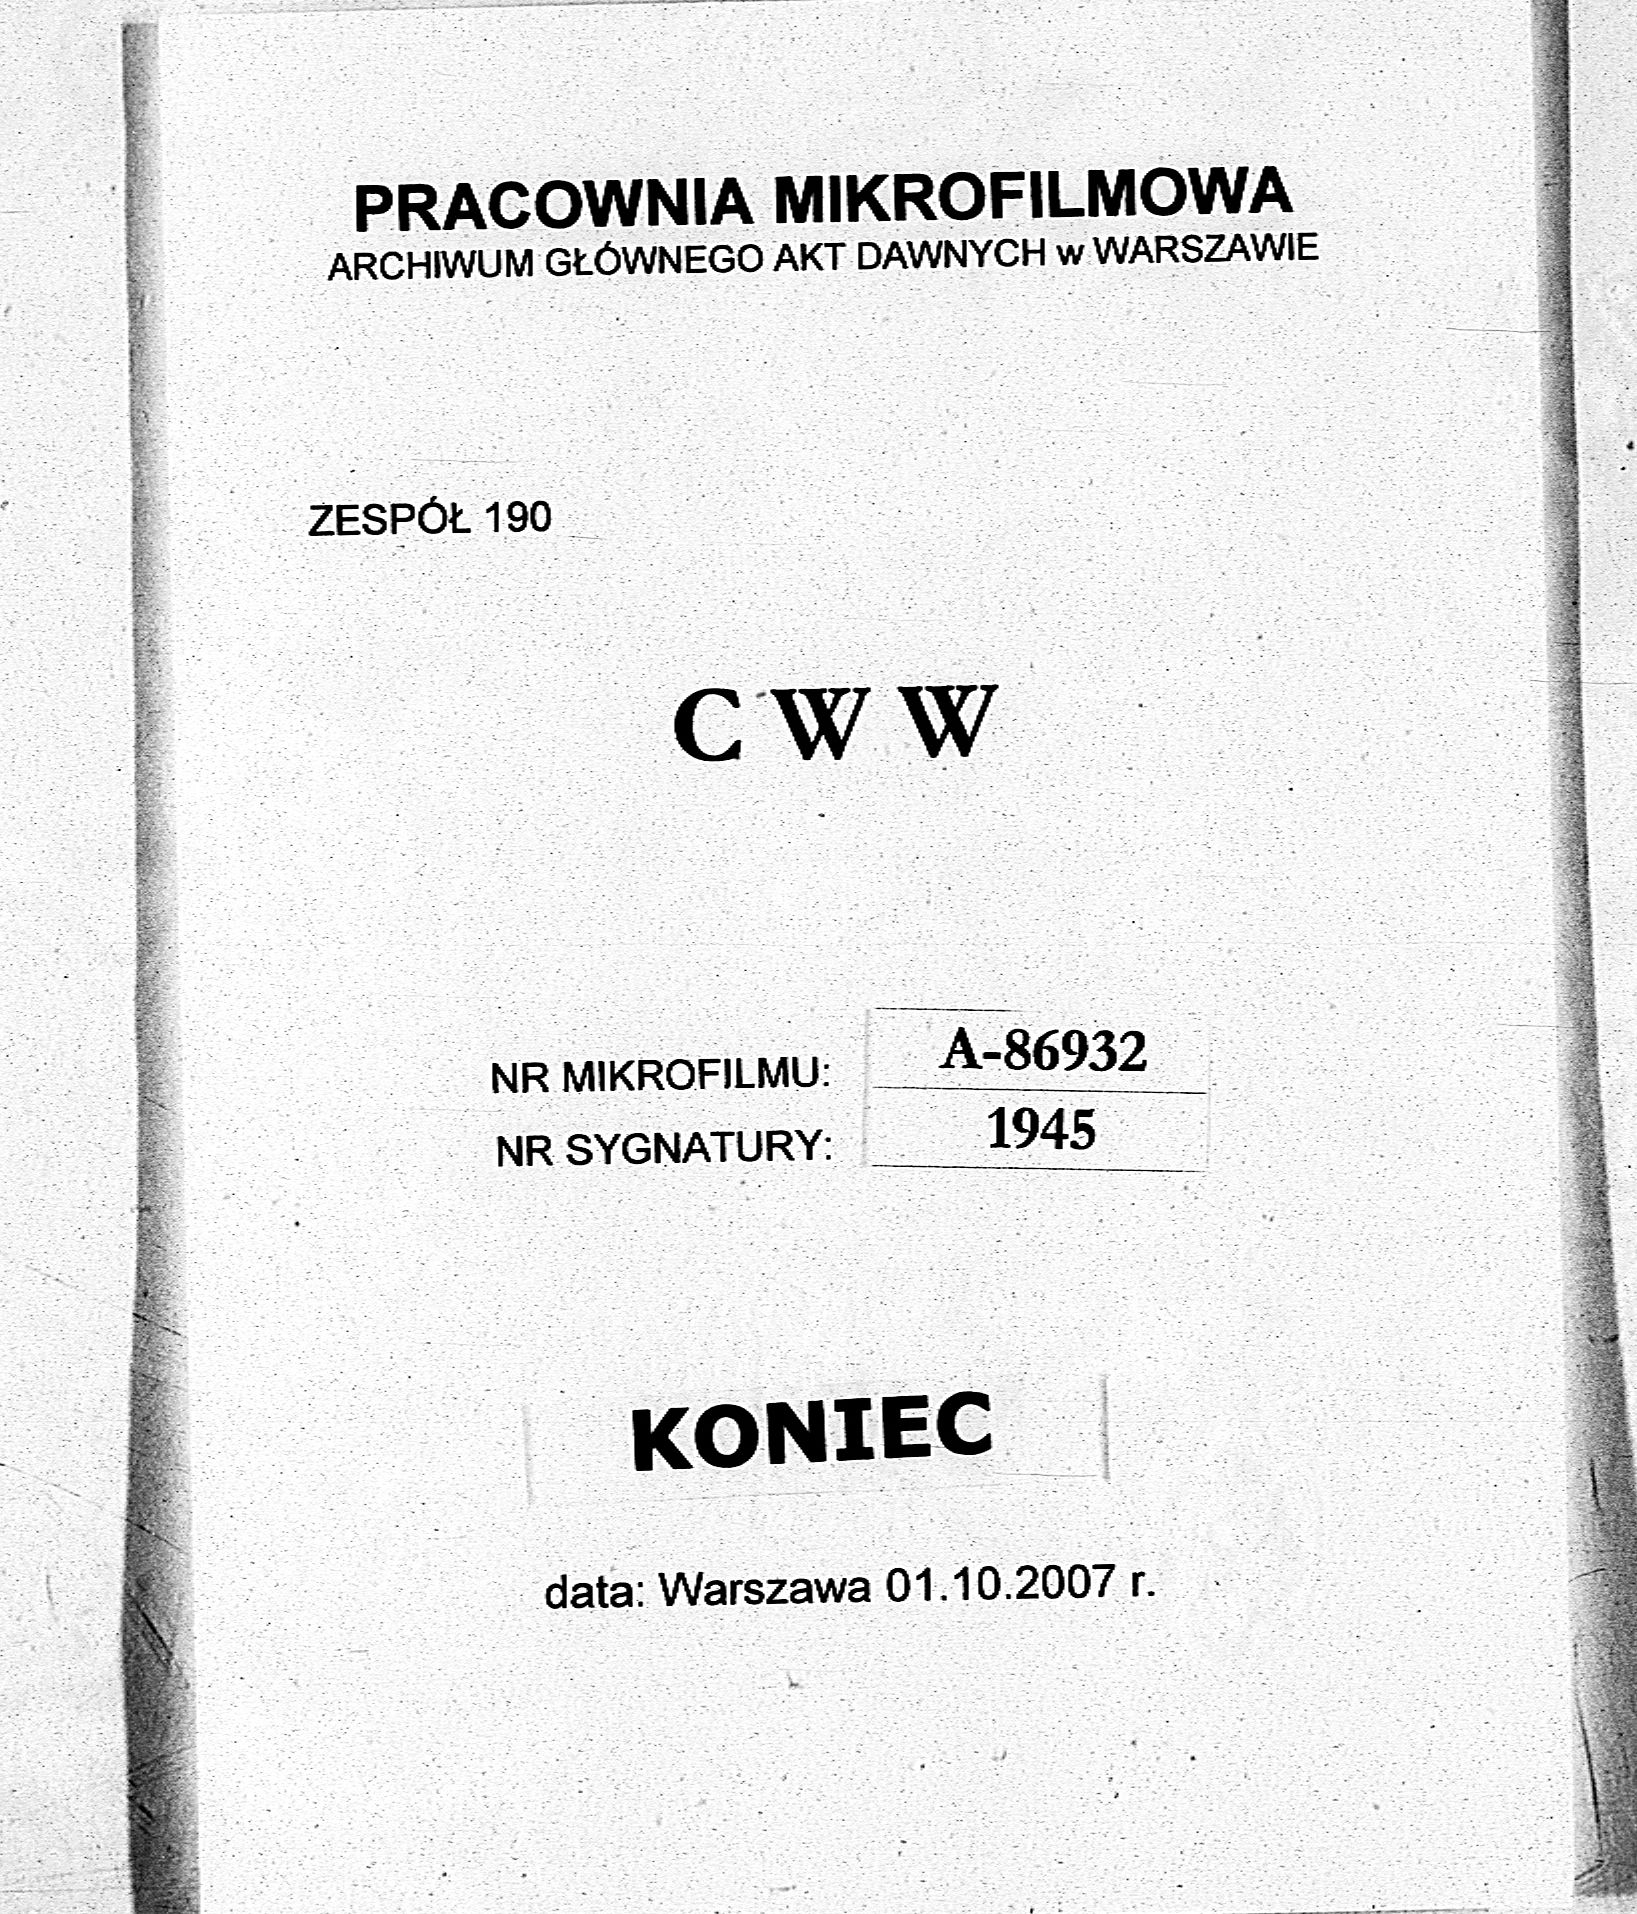 PRACOWNIA MIKROFILMOWA
ARCHIWUM GŁÓWNEGO AKT DAWNYCH w WARSZAWIE
ZESPÓŁ 190
C W W
NR MIKROFILMU: A-86932
NR SYGNATURY: 1945
KONIEC
data: Warszawa 01.10.2007 r.